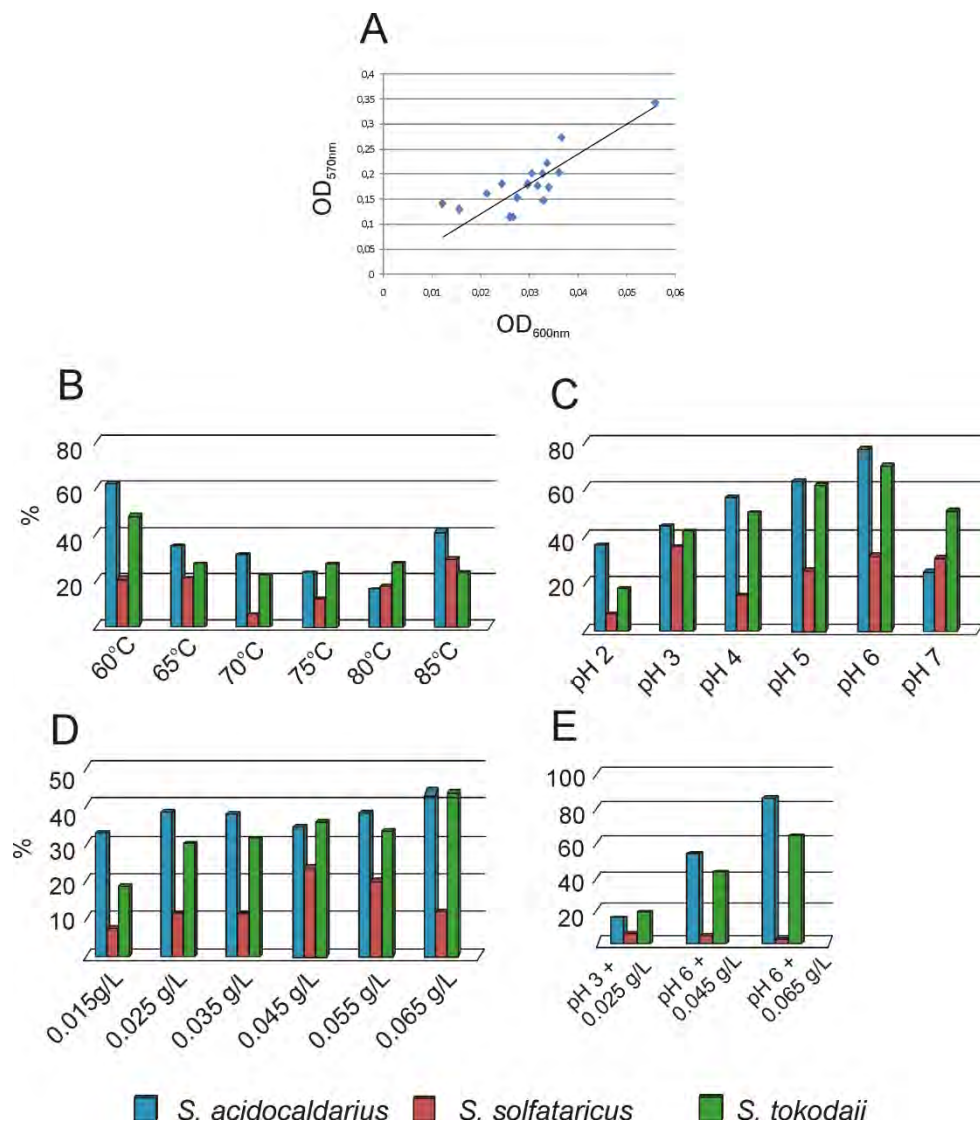 A
0,4
0,35
0,3
0,25
0,2
0,15
0,1
0,05
0
OD570nm
0 0,01 0,02 0,03 0,04 0,05 0,06
OD600nm
B
80
60
40
20
%
60°C 65°C 70°C 75°C 80°C 85°C
C
80
60
40
20
pH 2 pH 3 pH 4 pH 5 pH 6 pH 7
D
50
40
30
20
10
%
0.015g/L 0.025 g/L 0.035 g/L 0.045 g/L 0.055 g/L 0.065 g/L
E
100
80
60
40
20
pH 3 + pH 6 + pH 6 +
0.025 g/L 0.045 g/L 0.065 g/L
S. acidocaldarius S. solfataricus S. tokodaii